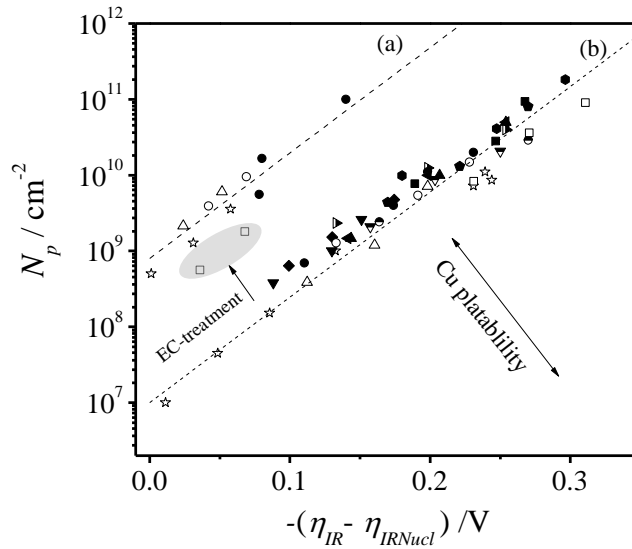 10^12
(a)
(b)
10^11
10^10
N_p / cm^-2
10^9
EC-treatment
Cu platablility
10^8
10^7
0.0 0.1 0.2 0.3
-(η_IR - η_IRNucl) /V